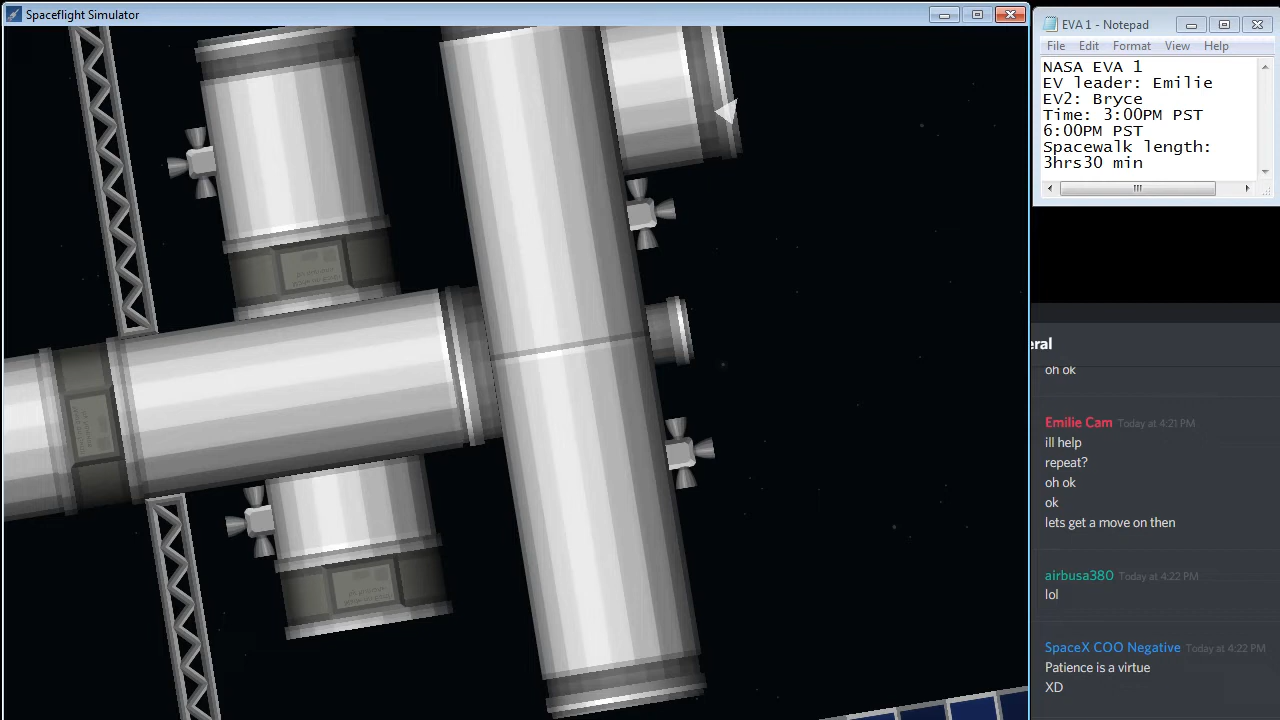 Spaceflight Simulator
EVA 1 - Notepad
File Edit Format View Help
NASA EVA 1
EV leader: Emilie
EV2: Bryce
Time: 3:00PM PST
6:00PM PST
Spacewalk length:
3hrs30 min
eral
oh ok
Emilie Cam Today at 4:21 PM
ill help
repeat?
oh ok
ok
lets get a move on then
airbusa380 Today at 4:22 PM
lol
SpaceX COO Negative Today at 4:22 PM
Patience is a virtue
XD